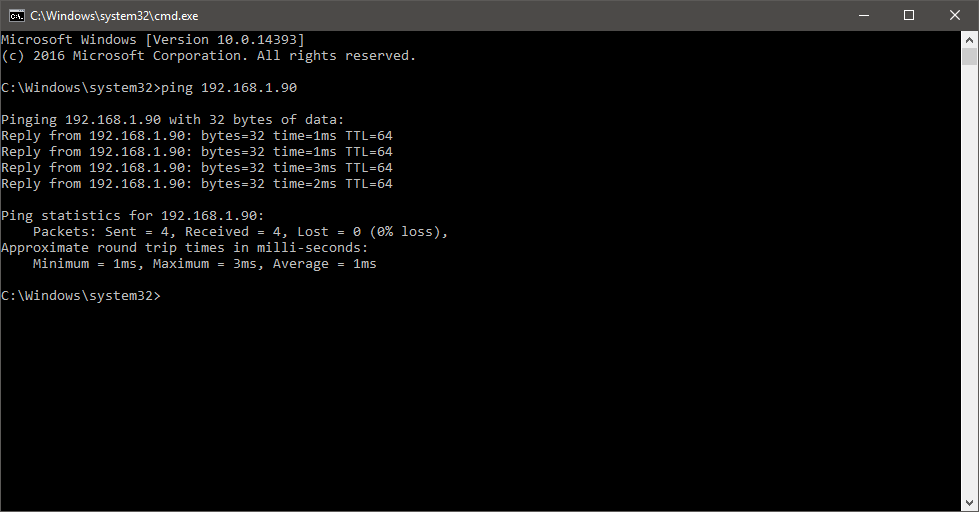 C:\Windows\system32\cmd.exe
Microsoft Windows [Version 10.0.14393]
(c) 2016 Microsoft Corporation. All rights reserved.
C:\Windows\system32>ping 192.168.1.90
Pinging 192.168.1.90 with 32 bytes of data:
Reply from 192.168.1.90: bytes=32 time=1ms TTL=64
Reply from 192.168.1.90: bytes=32 time=1ms TTL=64
Reply from 192.168.1.90: bytes=32 time=3ms TTL=64
Reply from 192.168.1.90: bytes=32 time=2ms TTL=64
Ping statistics for 192.168.1.90:
    Packets: Sent = 4, Received = 4, Lost = 0 (0% loss),
Approximate round trip times in milli-seconds:
    Minimum = 1ms, Maximum = 3ms, Average = 1ms
C:\Windows\system32>